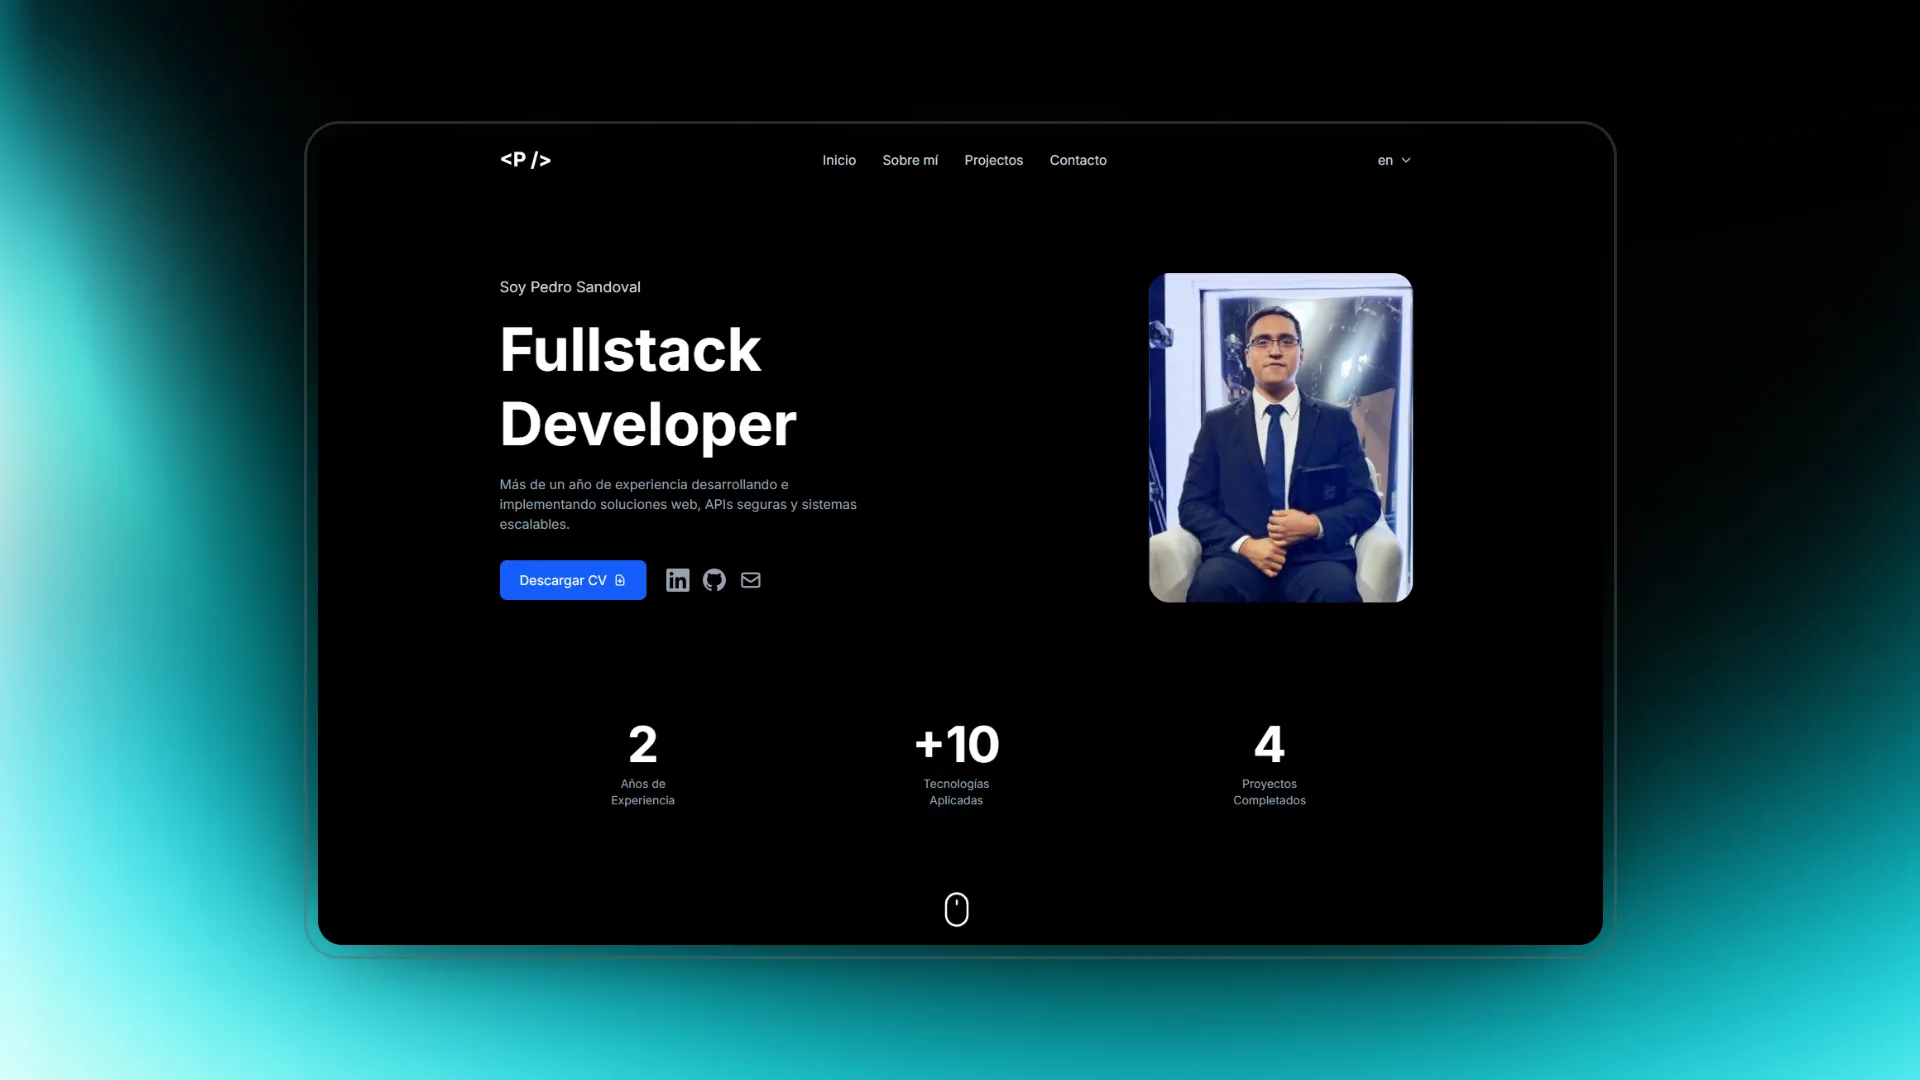 <P />
Inicio Sobre mí Projectos Contacto
en
Soy Pedro Sandoval
Fullstack
Developer
Más de un año de experiencia desarrollando e
implementando soluciones web, APIs seguras y sistemas
escalables.
Descargar CV
in
2
Años de
Experiencia
+10
Tecnologías
Aplicadas
4
Proyectos
Completados